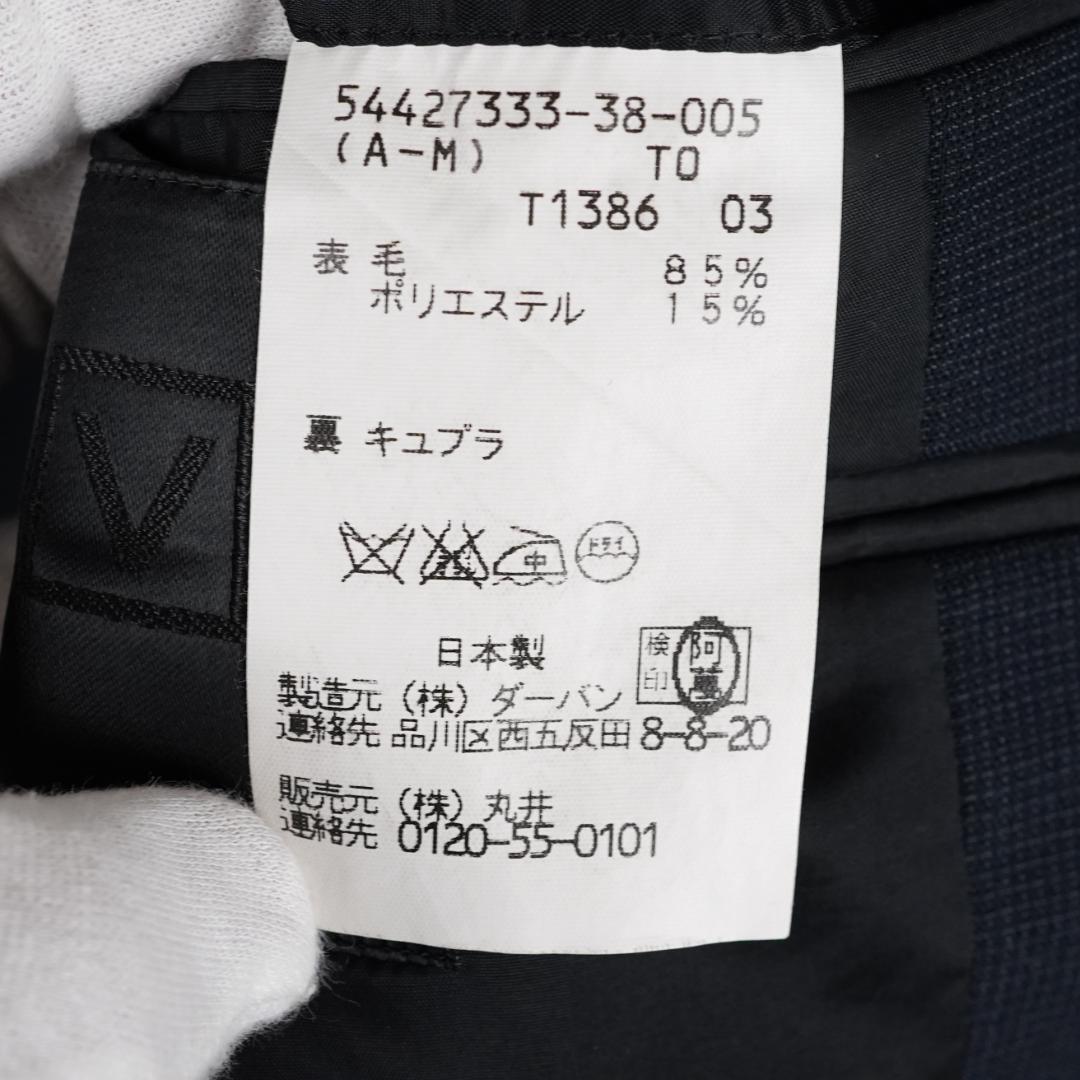 54427333-38-005
(A-M) TO
T1386 03
表 毛 85%
ポリエステル 15%
裏 キュプラ
中 ドライ
日本製
検印
製造元 (株) ダーバン
連絡先 品川区西五反田 8-8-20
販売元 (株) 丸井
連絡先 0120-55-0101
V